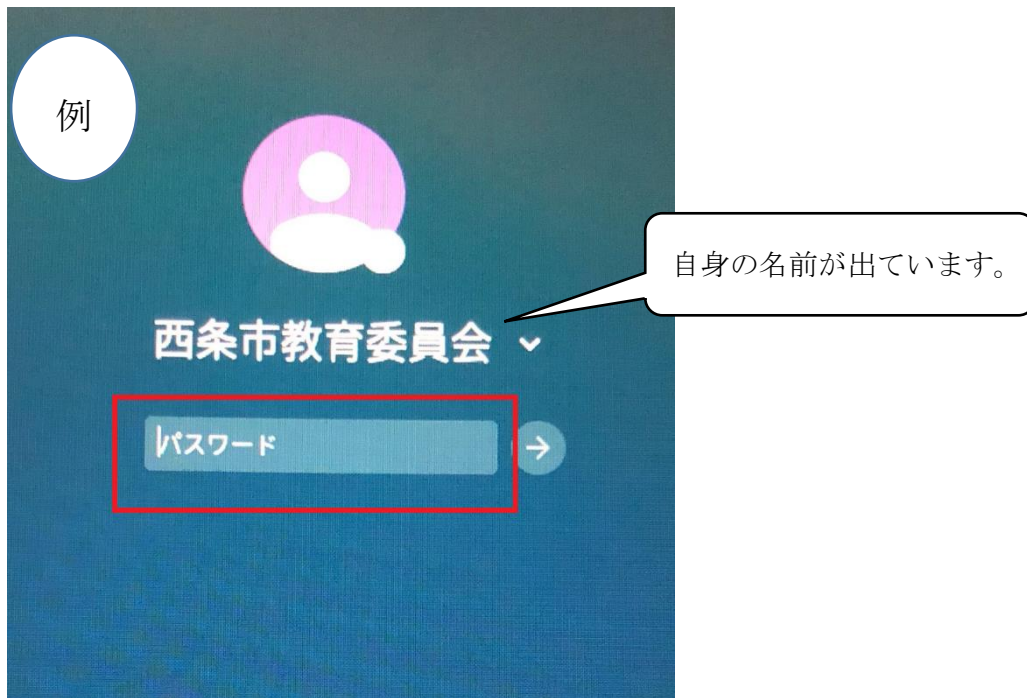 例
自身の名前が出ています。
西条市教育委員会
パスワード